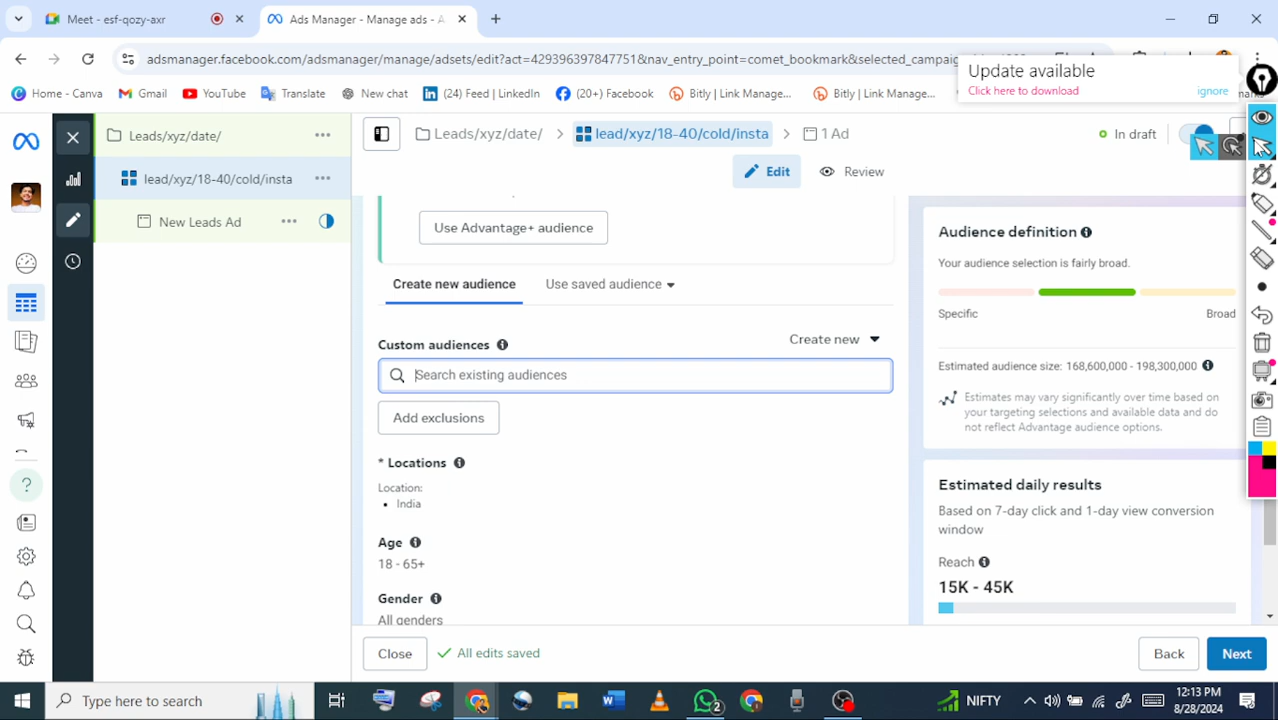 Meet - esf-qozy-axr
Ads Manager - Manage ads - A
adsmanager.facebook.com/adsmanager/manage/adsets/edit?act=429396397847751&nav_entry_point=comet_bookmark&selected_campaig
Update available
Click here to download
ignore
Home - Canva
Gmail
YouTube
Translate
New chat
(24) Feed | LinkedIn
(20+) Facebook
Bitly | Link Manage...
Bitly | Link Manage...
Leads/xyz/date/
Leads/xyz/date/
lead/xyz/18-40/cold/insta
1 Ad
In draft
lead/xyz/18-40/cold/insta
Edit
Review
New Leads Ad
Use Advantage+ audience
Audience definition
Your audience selection is fairly broad.
Create new audience
Use saved audience
Specific
Broad
Custom audiences
Create new
Search existing audiences
Estimated audience size: 168,600,000 - 198,300,000
Estimates may vary significantly over time based on
your targeting selections and available data and do
not reflect Advantage audience options.
Add exclusions
* Locations
Location:
India
Estimated daily results
Based on 7-day click and 1-day view conversion
window
Age
18 - 65+
Reach
15K - 45K
Gender
All genders
Close
All edits saved
Back
Next
Type here to search
2
NIFTY
12:13 PM
8/28/2024